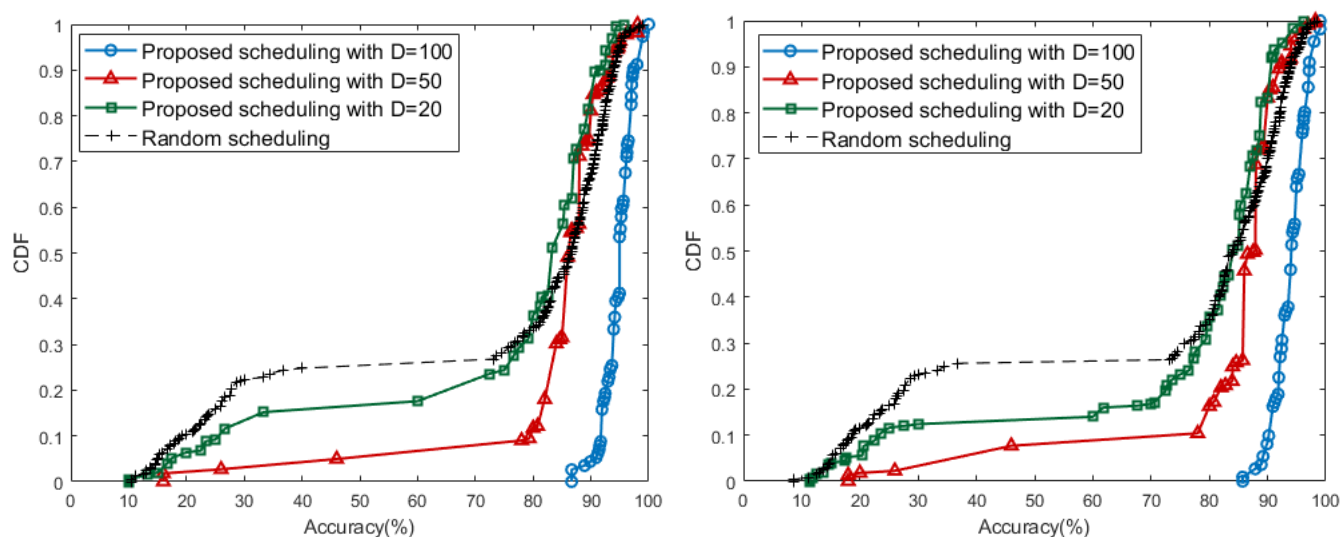 1
0.9
0.8
0.7
0.6
0.5
0.4
0.3
0.2
0.1
0
CDF
Proposed scheduling with D=100
Proposed scheduling with D=50
Proposed scheduling with D=20
Random scheduling
0 10 20 30 40 50 60 70 80 90 100
Accuracy(%)
1
0.9
0.8
0.7
0.6
0.5
0.4
0.3
0.2
0.1
0
CDF
Proposed scheduling with D=100
Proposed scheduling with D=50
Proposed scheduling with D=20
Random scheduling
0 10 20 30 40 50 60 70 80 90 100
Accuracy(%)